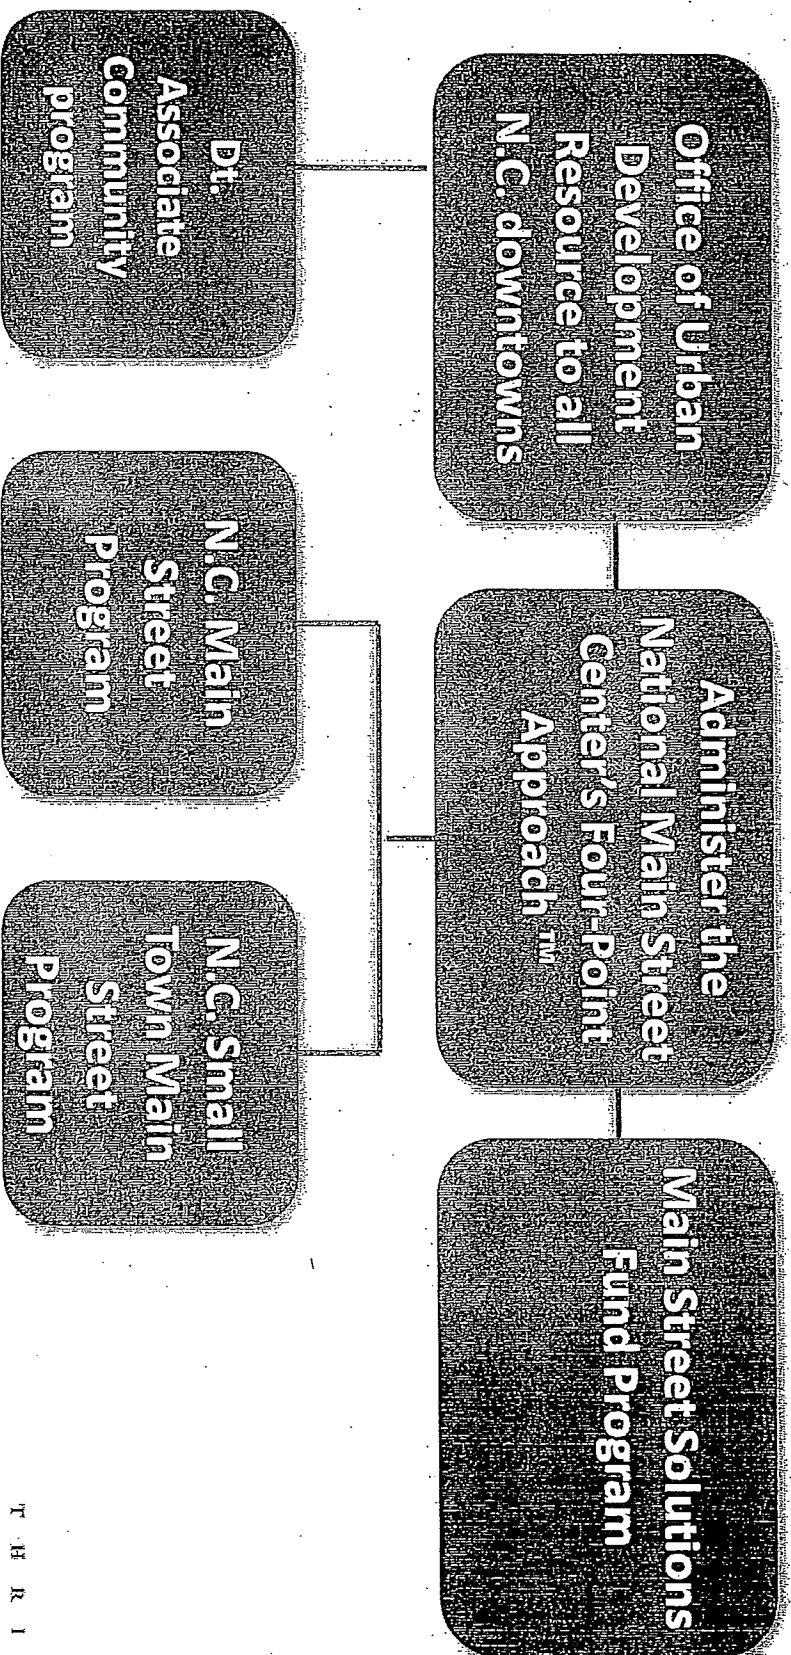 Office of Urban
Development
Resource to all
N.C. downtowns
Administer the
National Main Street
Center's Four-Point
Approach ™
Main Street Solutions
Fund Program
Dt.
Associate
Community
program
N.C. Main
Street
Program
N.C. Small
Town Main
Street
Program
T H R I